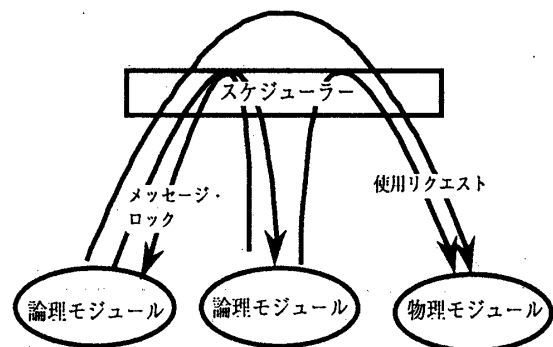 スケジューラー
メッセージ・
ロック
使用リクエスト
論理モジュール
論理モジュール
物理モジュール